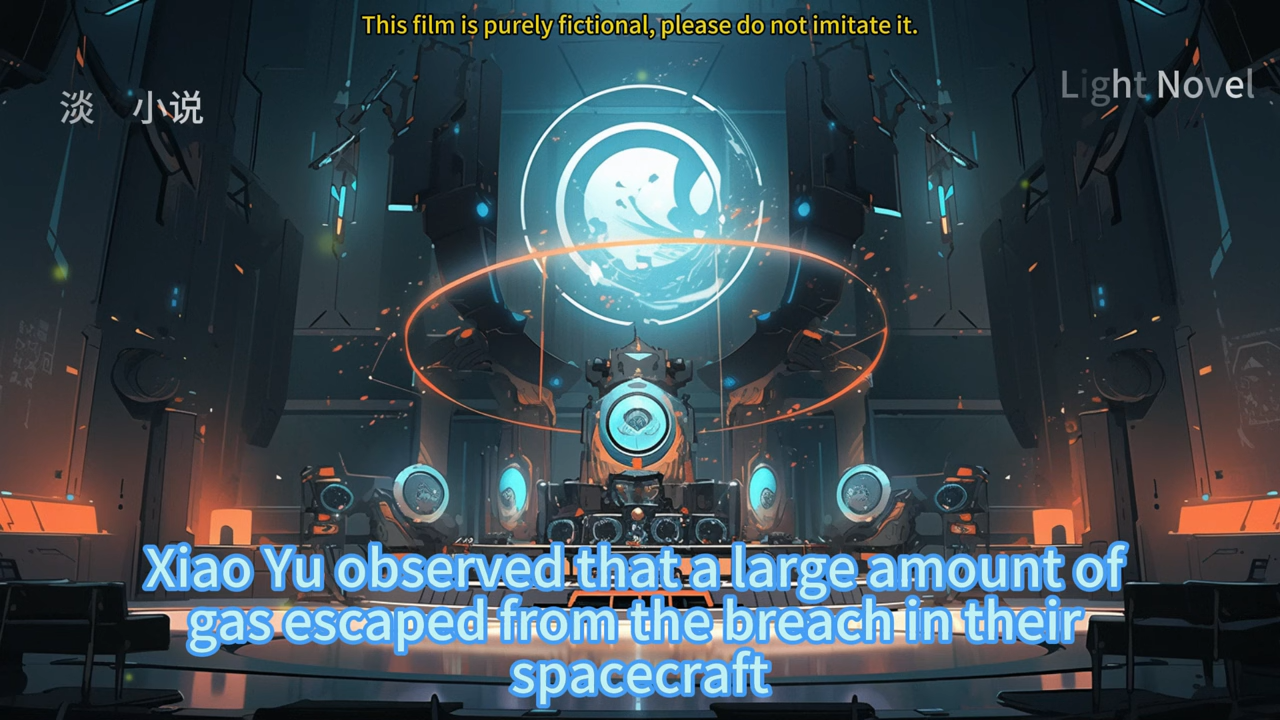 This film is purely fictional, please do not imitate it.
Light Novel
淡 小说
Xiao Yu observed that a large amount of
gas escaped from the breach in their
spacecraft